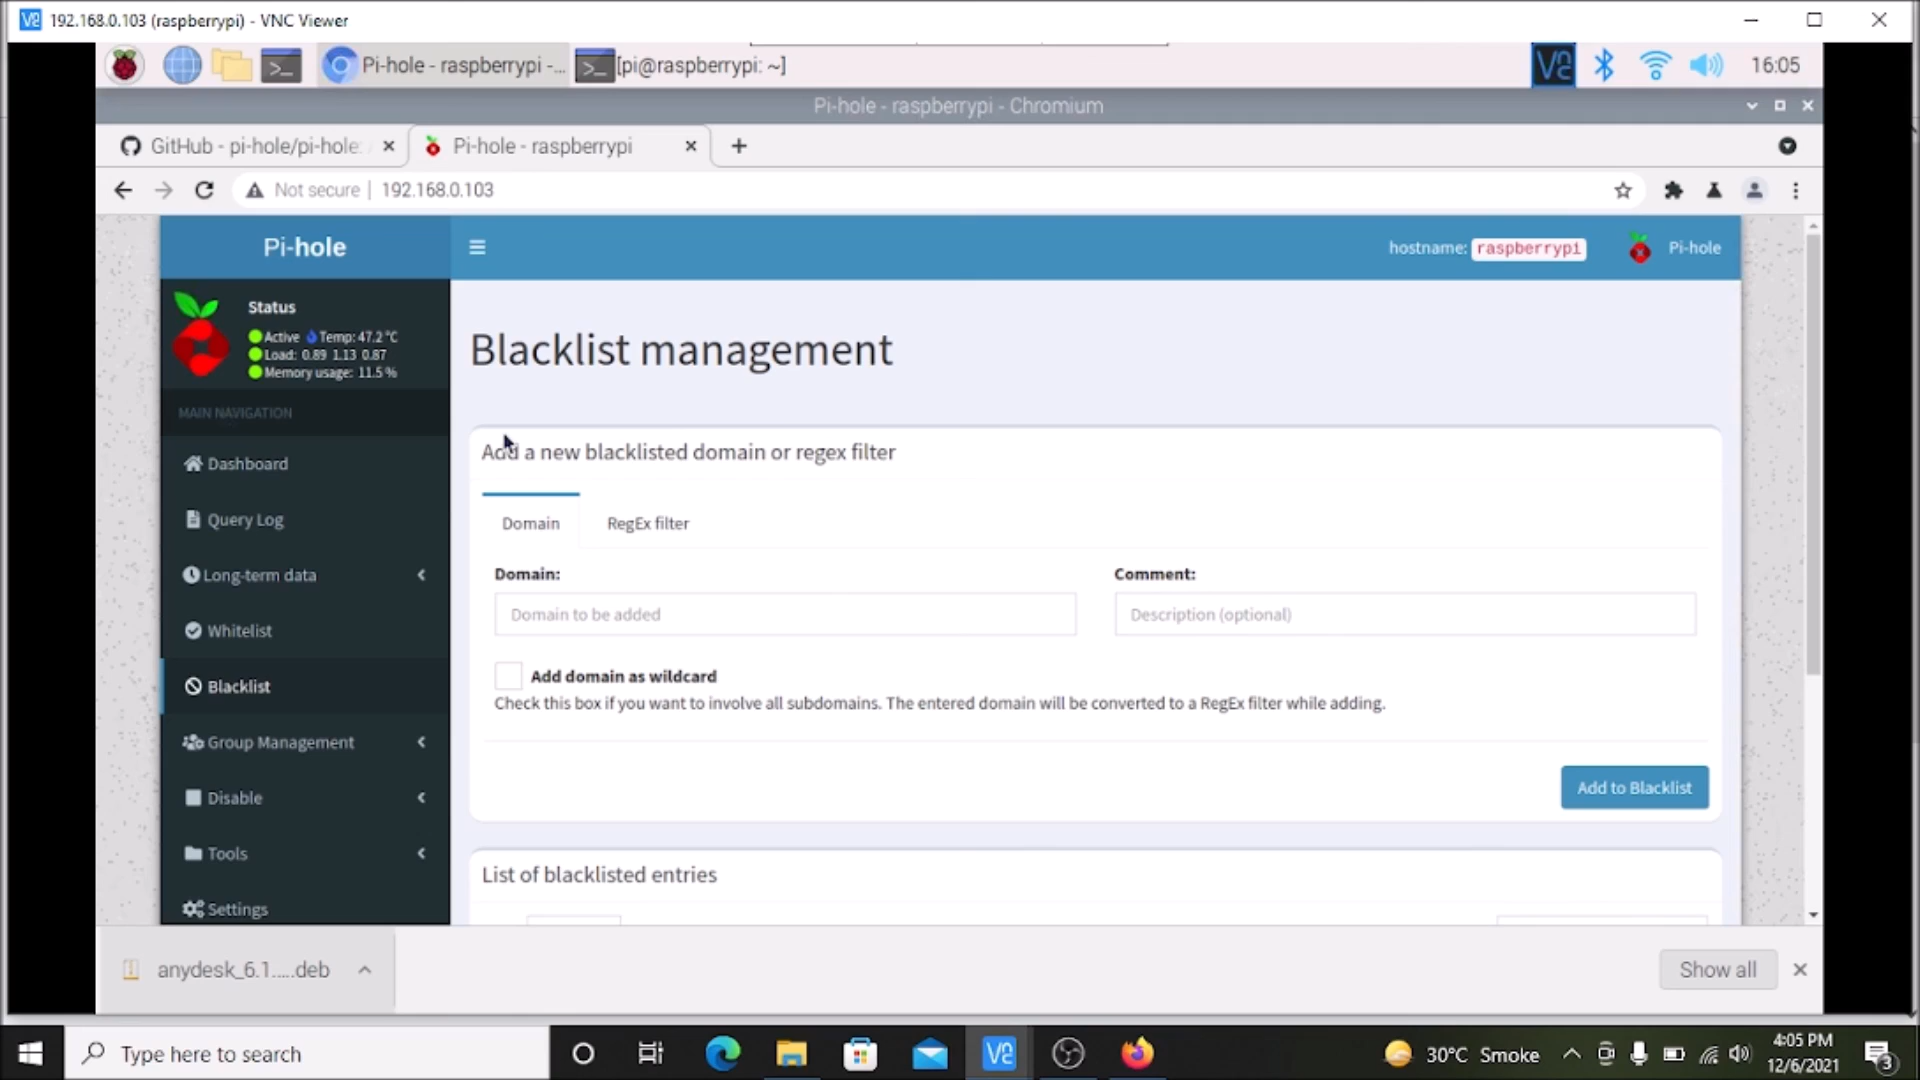 192.168.0.103 (raspberrypi) - VNC Viewer
Pi-hole - raspberrypi -...
[pi@raspberrypi: ~]
16:05
Pi-hole - raspberrypi - Chromium
GitHub - pi-hole/pi-hole:
Pi-hole - raspberrypi
Not secure | 192.168.0.103
Pi-hole
hostname: raspberrypi
Pi-hole
Status
Active Temp: 47.2 °C
Load: 0.89 1.13 0.87
Memory usage: 11.5 %
MAIN NAVIGATION
Dashboard
Query Log
Long-term data
Whitelist
Blacklist
Group Management
Disable
Tools
Settings
Blacklist management
Add a new blacklisted domain or regex filter
Domain
RegEx filter
Domain:
Comment:
Domain to be added
Description (optional)
Add domain as wildcard
Check this box if you want to involve all subdomains. The entered domain will be converted to a RegEx filter while adding.
Add to Blacklist
List of blacklisted entries
anydesk_6.1.....deb
Show all
Type here to search
30°C Smoke
4:05 PM
12/6/2021
3